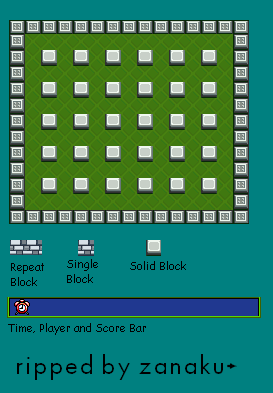 Repeat Block
Single Block
Solid Block
Time, Player and Score Bar
ripped by zanaku